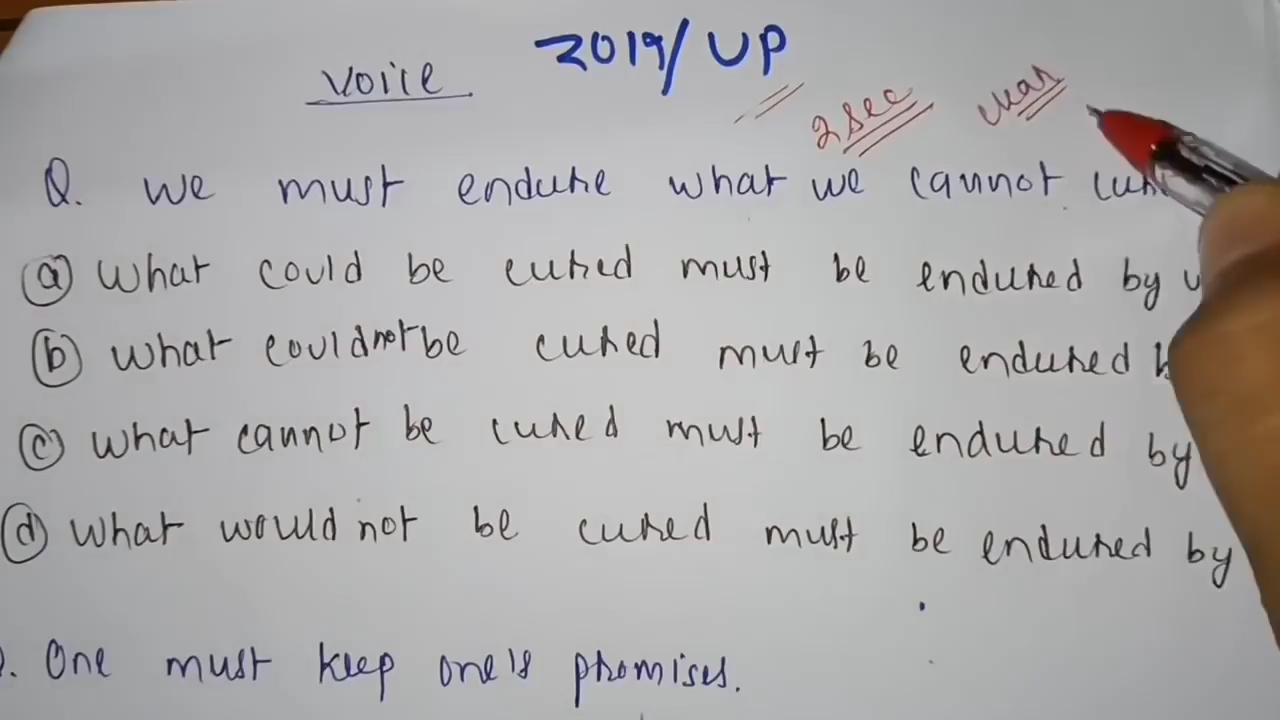 Voice 2019/ UP
2 Sec
Q. We must endure what we cannot
(a) What could be cured must be endured by
(b) What could not be cured must be endured
(c) What cannot be cured must be endured by
(d) What would not be cured must be endured by
One must keep one's promises.